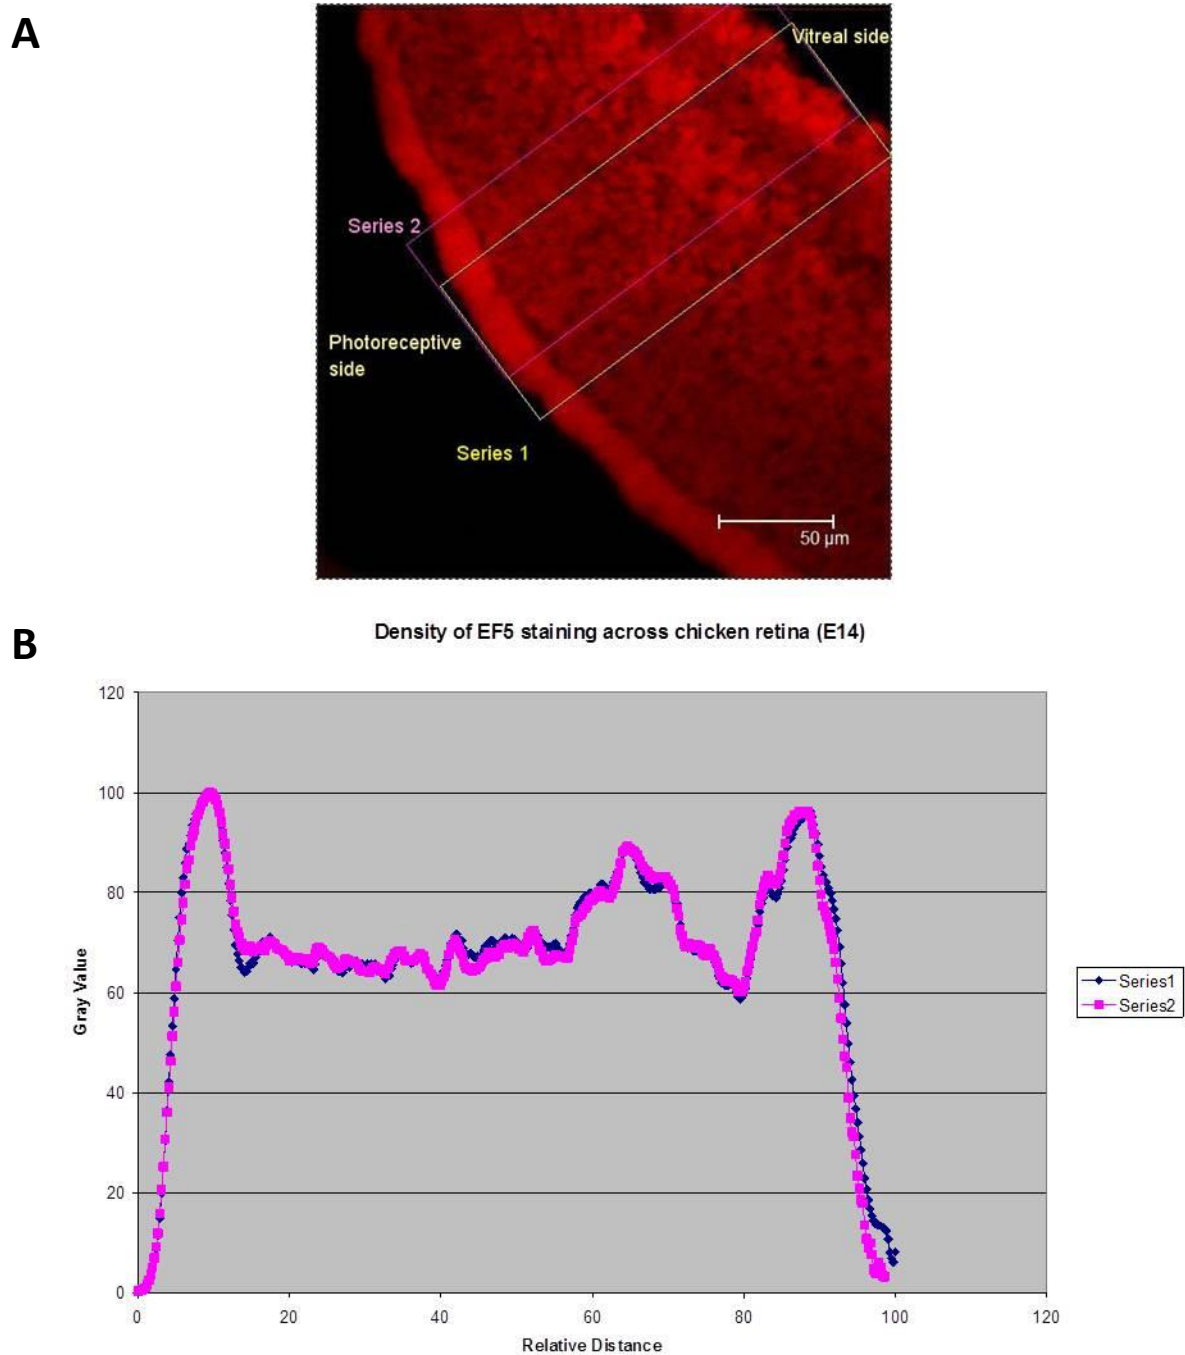 A
Vitreal side
Series 2
Photoreceptive
side
Series 1
50 µm
B
Density of EF5 staining across chicken retina (E14)
120
100
80
60
40
20
0
Gray Value
0 20 40 60 80 100 120
Relative Distance
Series1
Series2